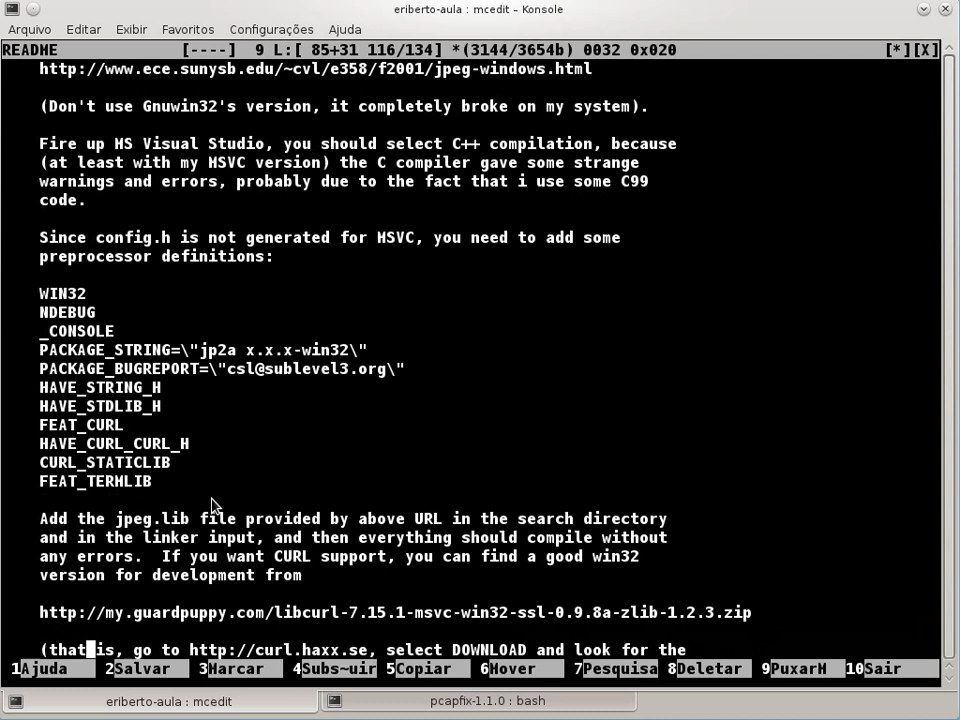 eriberto-aula : mcedit – Konsole
Arquivo Editar Exibir Favoritos Configurações Ajuda
README [----] 9 L:[ 85+31 116/134] *(3144/3654b) 0032 0x020 [*][X]
http://www.ece.sunysb.edu/~cvl/e358/f2001/jpeg-windows.html
(Don't use Gnuwin32's version, it completely broke on my system).
Fire up MS Visual Studio, you should select C++ compilation, because
(at least with my MSVC version) the C compiler gave some strange
warnings and errors, probably due to the fact that i use some C99
code.
Since config.h is not generated for MSVC, you need to add some
preprocessor definitions:
WIN32
NDEBUG
_CONSOLE
PACKAGE_STRING=\"jp2a x.x.x-win32\"
PACKAGE_BUGREPORT=\"csl@sublevel3.org\"
HAVE_STRING_H
HAVE_STDLIB_H
FEAT_CURL
HAVE_CURL_CURL_H
CURL_STATICLIB
FEAT_TERMLIB
Add the jpeg.lib file provided by above URL in the search directory
and in the linker input, and then everything should compile without
any errors.  If you want CURL support, you can find a good win32
version for development from
http://my.guardpuppy.com/libcurl-7.15.1-msvc-win32-ssl-0.9.8a-zlib-1.2.3.zip
(that is, go to http://curl.haxx.se, select DOWNLOAD and look for the
1Ajuda 2Salvar 3Marcar 4Subs~uir 5Copiar 6Mover 7Pesquisa 8Deletar 9PuxarM 10Sair
eriberto-aula : mcedit pcapfix-1.1.0 : bash